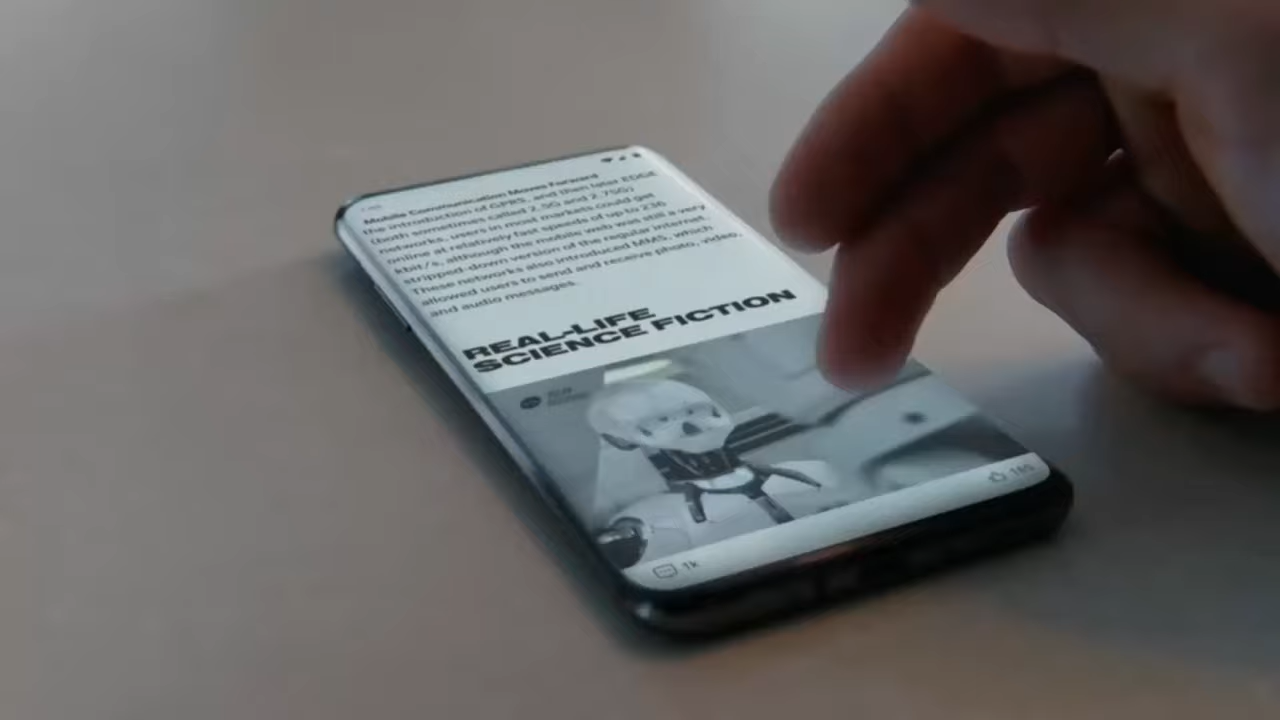 Mobile Communication Moves Forward
the introduction of GPRS, and then later EDGE
(both sometimes called 2.5G and 2.75G)
networks, users in most markets could get
online at relatively fast speeds of up to 236
kbit/s, although the mobile web was still a very
stripped-down version of the regular internet
These networks also introduced MMS, which
allowed users to send and receive photo, video,
and audio messages.
REAL-LIFE
SCIENCE FICTION
180
1k